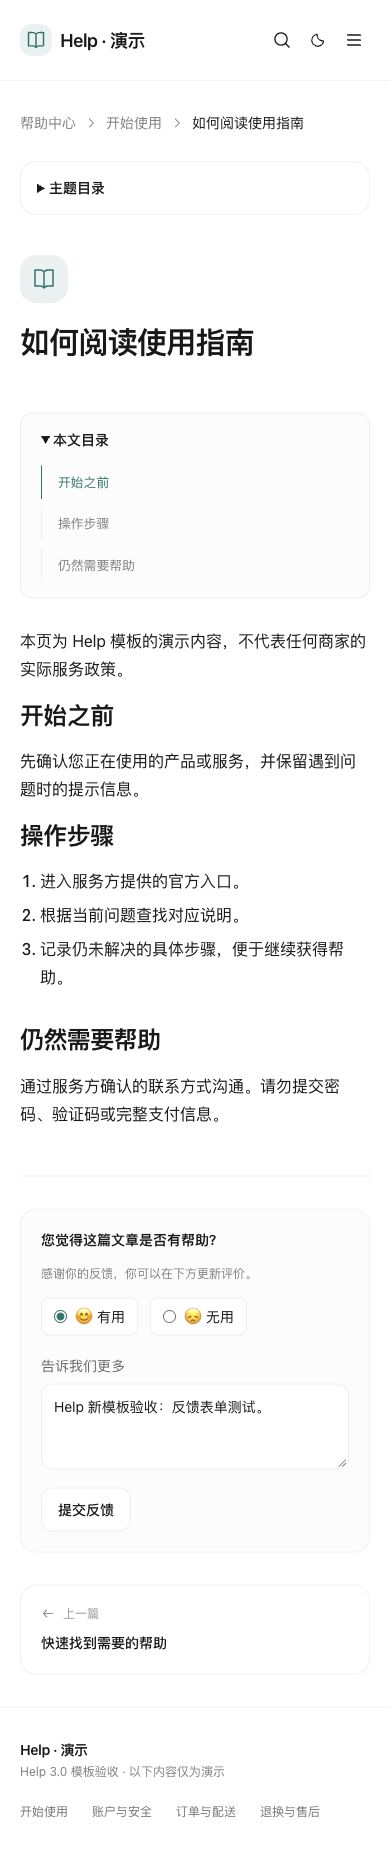 Help · 演示
帮助中心 > 开始使用 > 如何阅读使用指南
主题目录
如何阅读使用指南
本文目录
开始之前
操作步骤
仍然需要帮助
本页为 Help 模板的演示内容，不代表任何商家的
实际服务政策。
开始之前
先确认您正在使用的产品或服务，并保留遇到问
题时的提示信息。
操作步骤
1. 进入服务方提供的官方入口。
2. 根据当前问题查找对应说明。
3. 记录仍未解决的具体步骤，便于继续获得帮
助。
仍然需要帮助
通过服务方确认的联系方式沟通。请勿提交密
码、验证码或完整支付信息。
您觉得这篇文章是否有帮助?
感谢你的反馈，你可以在下方更新评价。
😊 有用 😞 无用
告诉我们更多
Help 新模板验收：反馈表单测试。
提交反馈
← 上一篇
快速找到需要的帮助
Help · 演示
Help 3.0 模板验收 · 以下内容仅为演示
开始使用 账户与安全 订单与配送 退换与售后